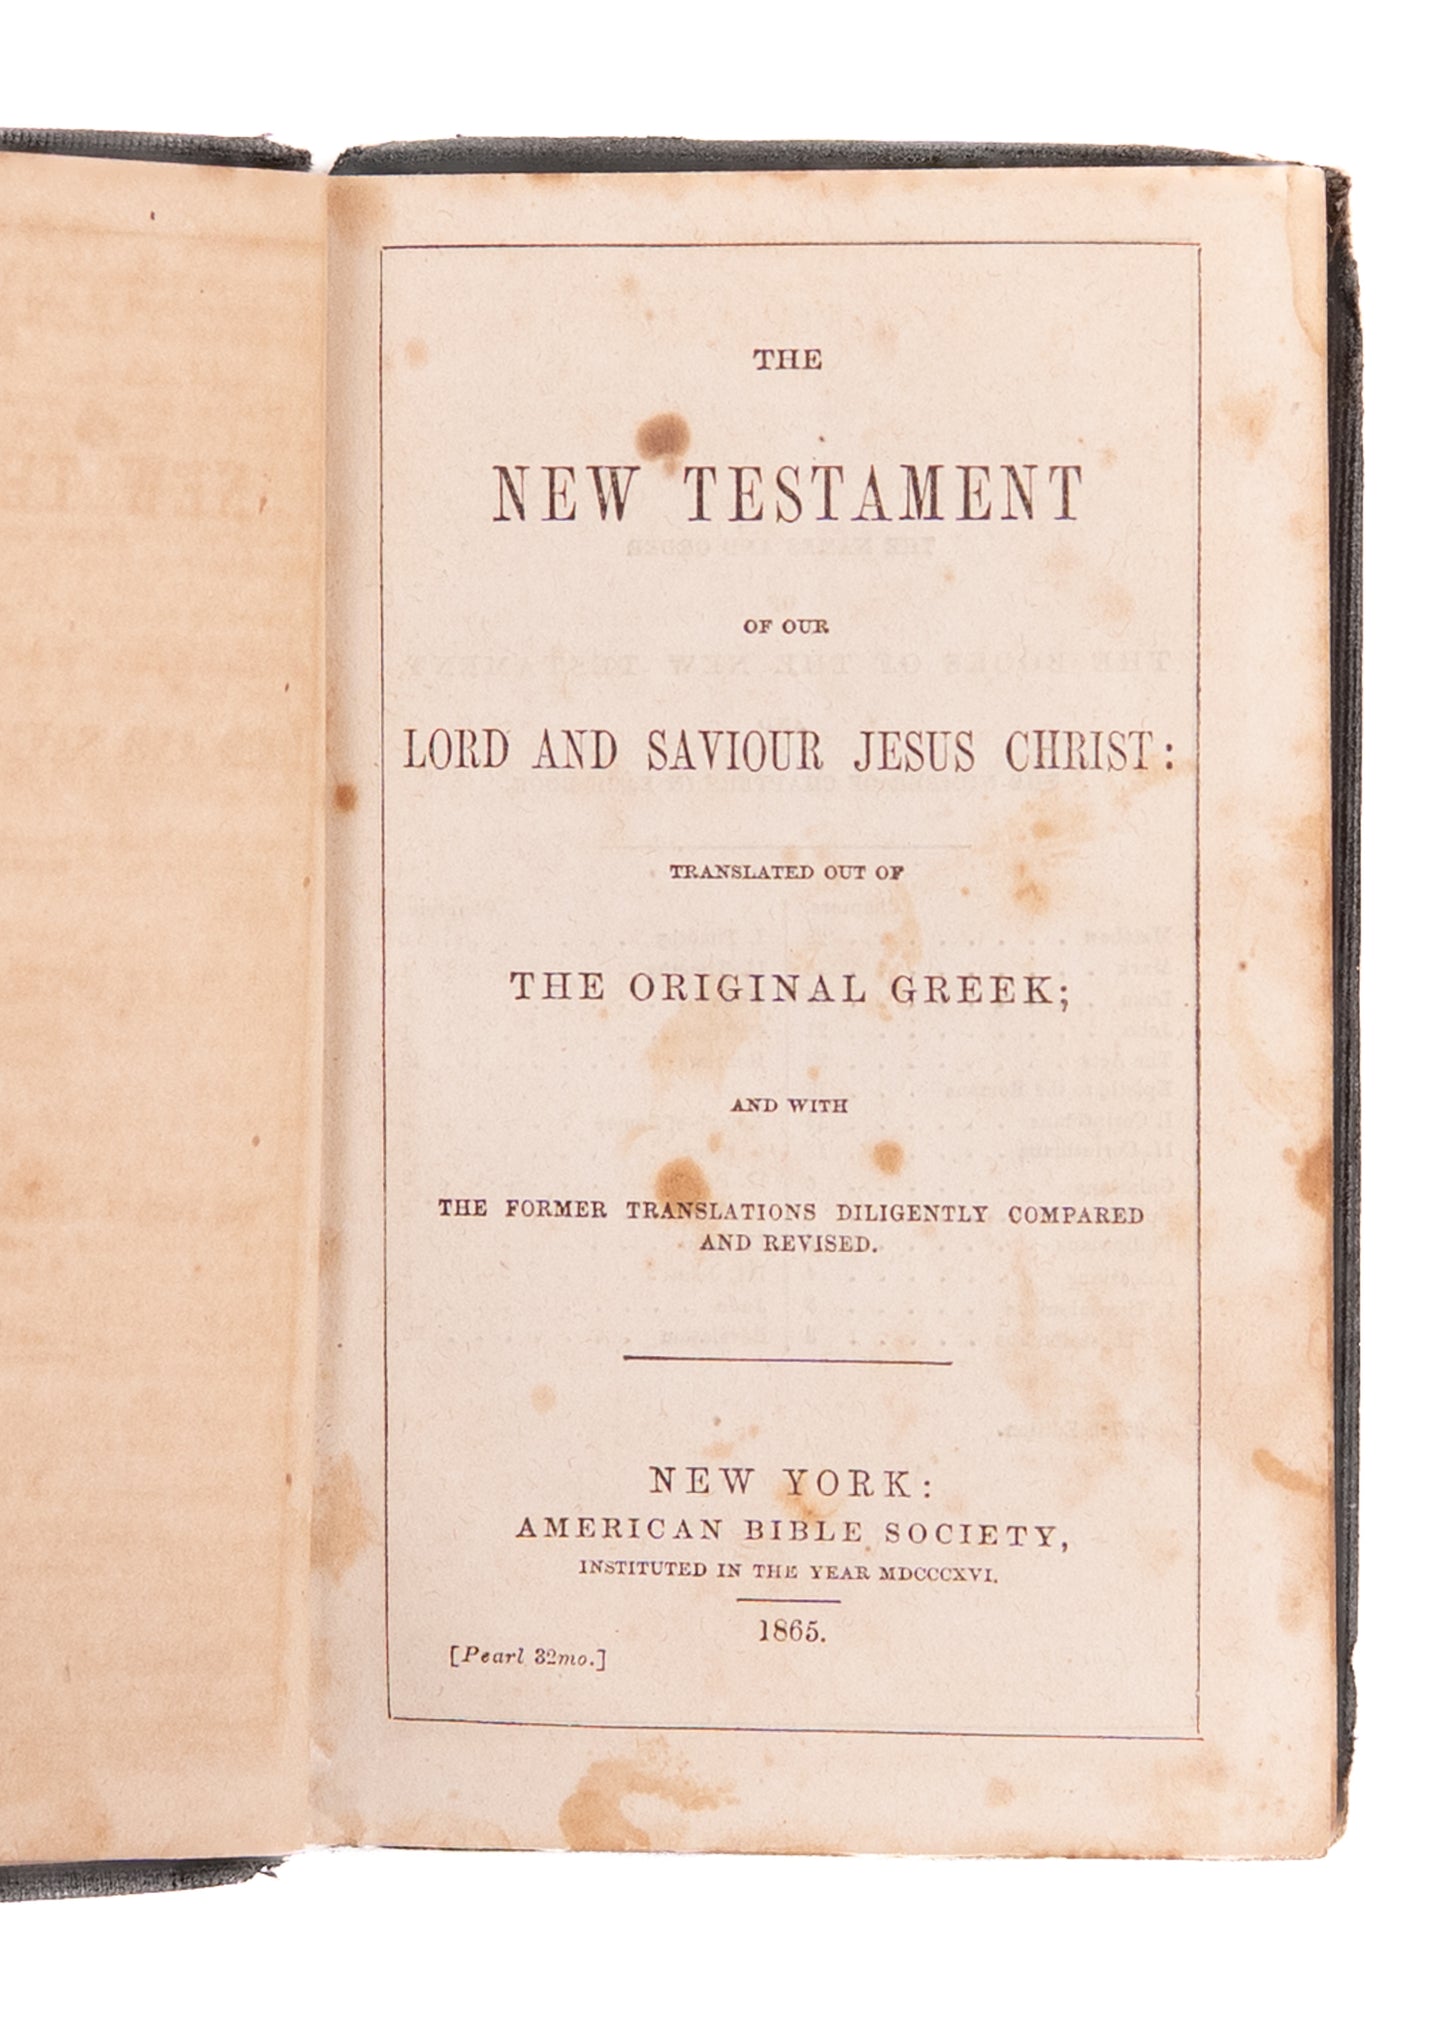 THE
NEW TESTAMENT
OF OUR
LORD AND SAVIOUR JESUS CHRIST:
TRANSLATED OUT OF
THE ORIGINAL GREEK;
AND WITH
THE FORMER TRANSLATIONS DILIGENTLY COMPARED
AND REVISED.
NEW YORK:
AMERICAN BIBLE SOCIETY,
INSTITUTED IN THE YEAR MDCCCXVI.
1865.
[Pearl 32mo.]